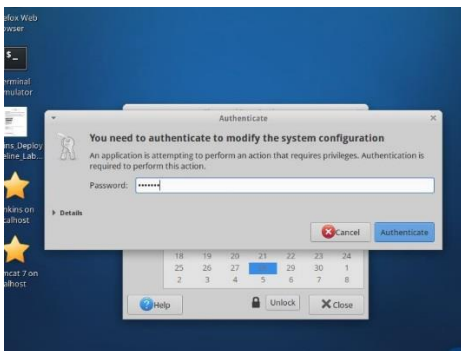 efox Web
owser
$_
erminal
mulator
ins_Deploy
eline_Lab...
nkins on
calhost
mcat 7 on
alhost
Authenticate
You need to authenticate to modify the system configuration
An application is attempting to perform an action that requires privileges. Authentication is
required to perform this action.
Password: •••••••
Details
Cancel Authenticate
18 19 20 21 22 23 24
25 26 27 28 29 30 1
2 3 4 5 6 7 8
Help Unlock Close